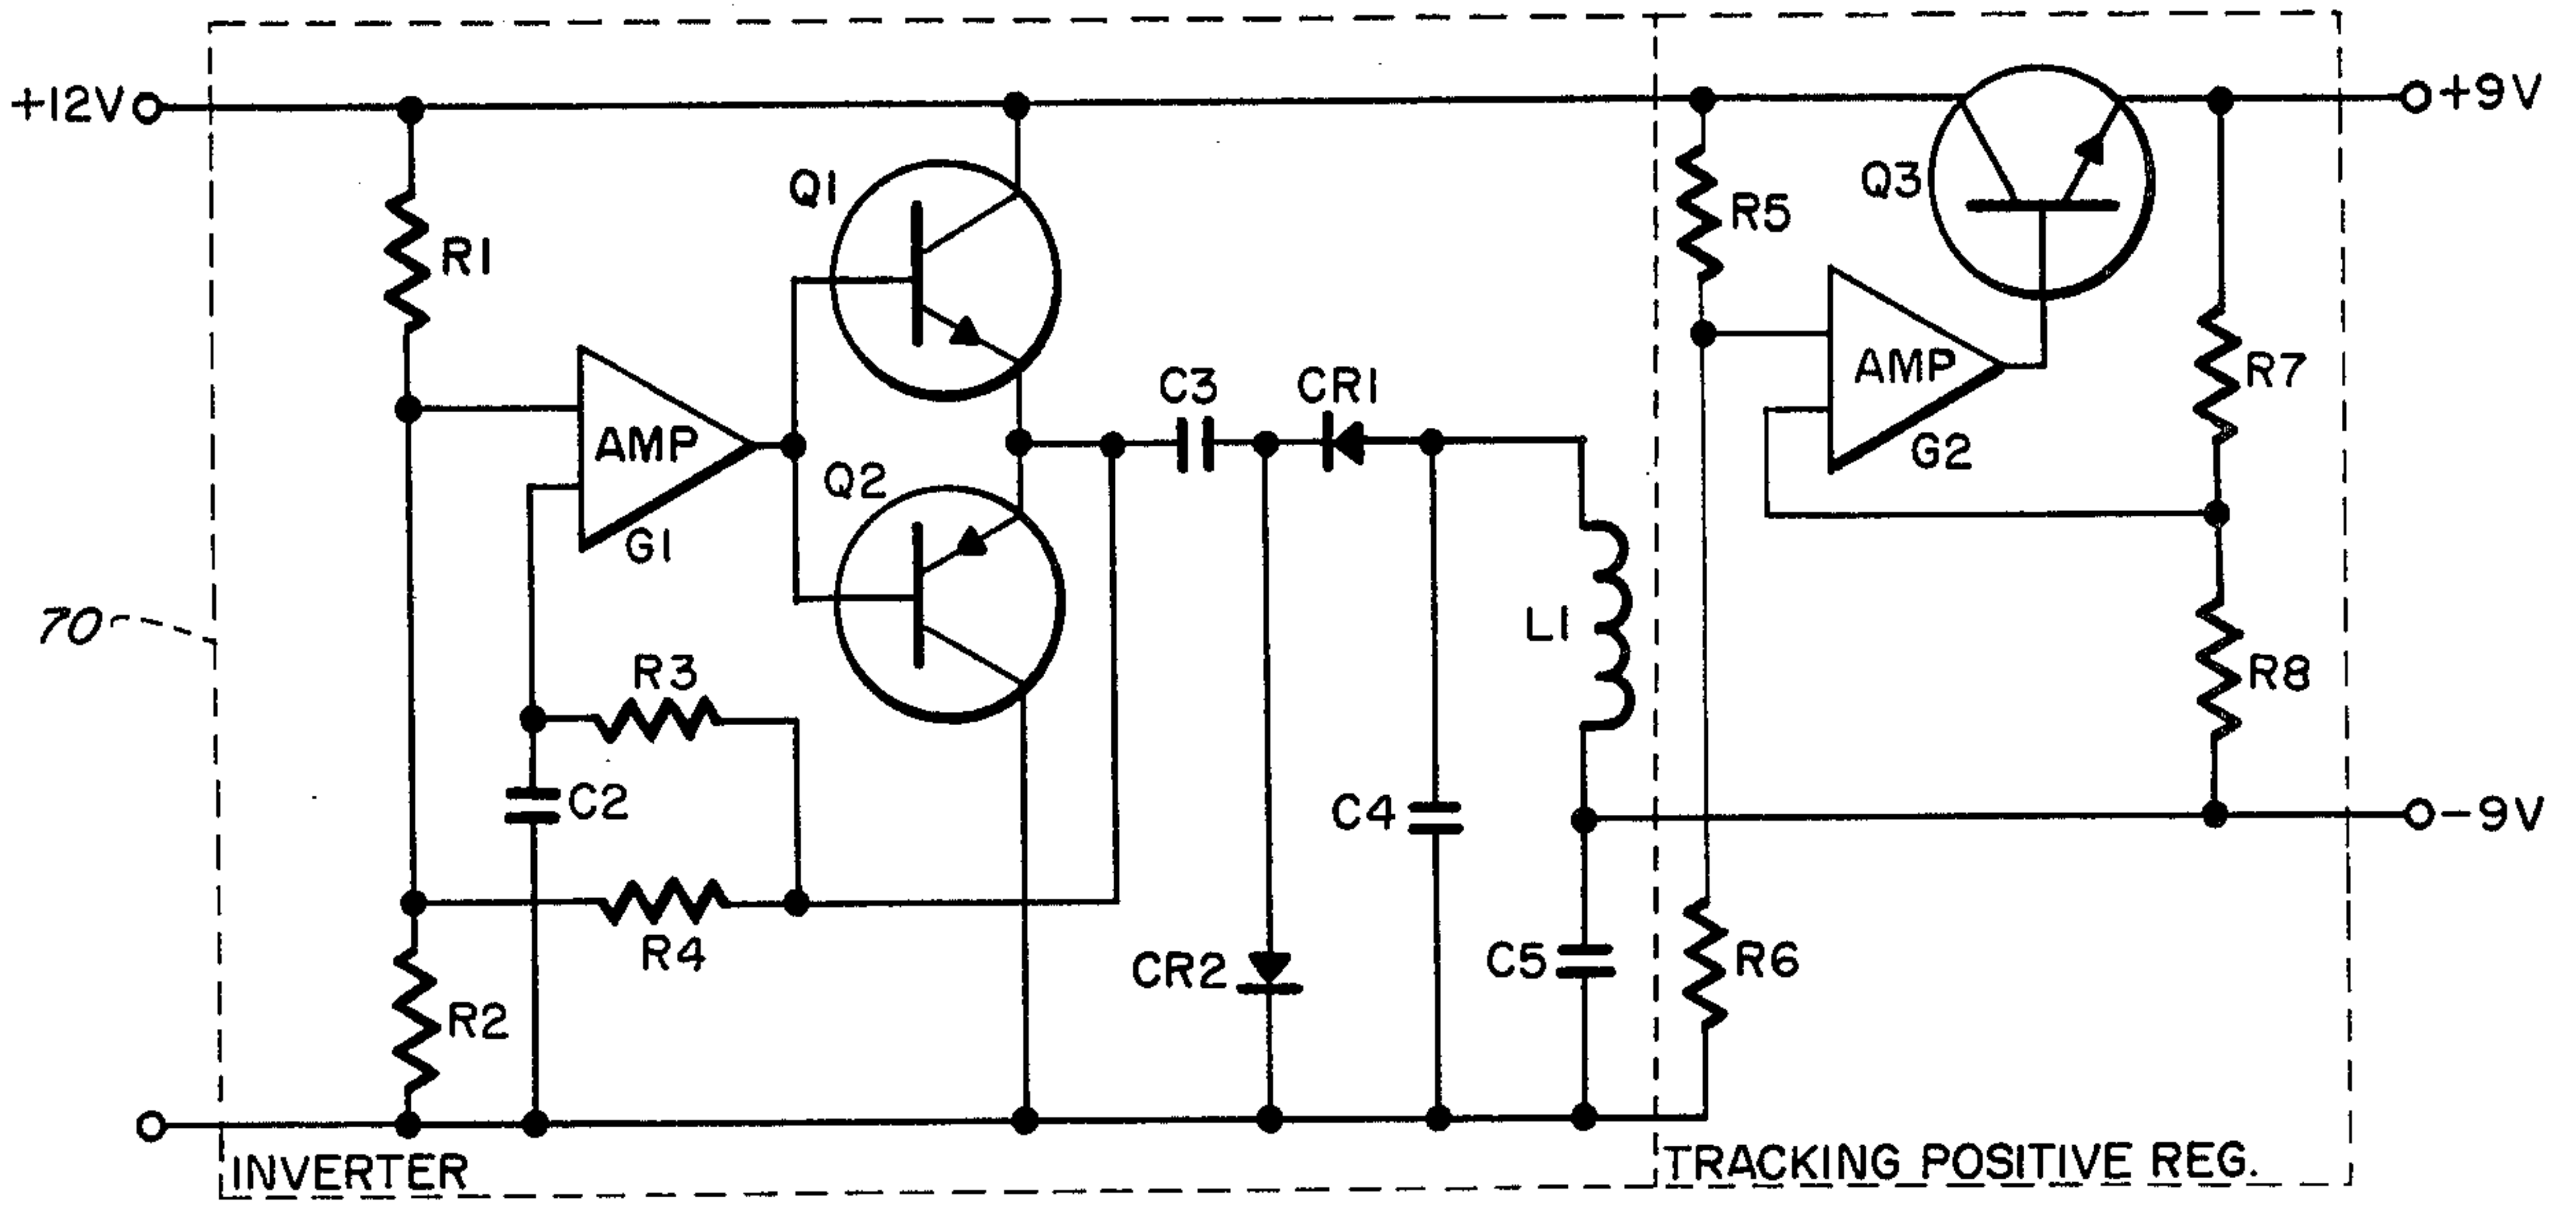 +12V
+9V
Q1
Q3
R5
R1
AMP
G2
R7
C3
CR1
AMP
G1
Q2
70
L1
R3
R8
C2
C4
-9V
R4
CR2
C5
R6
R2
INVERTER
TRACKING POSITIVE REG.